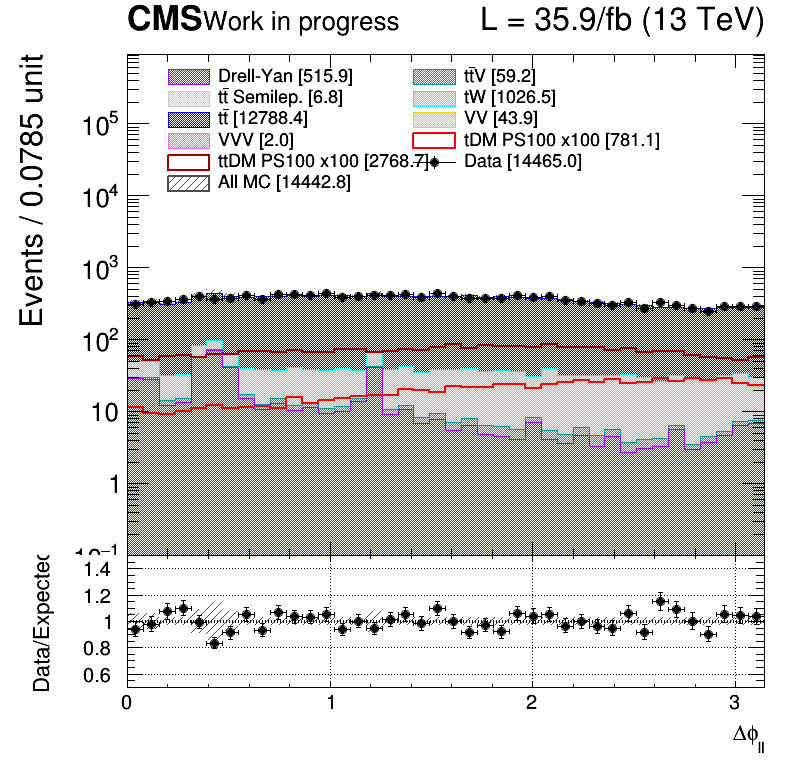 CMS Work in progress L = 35.9/fb (13 TeV)
Events / 0.0785 unit
Drell-Yan [515.9] tt̄V [59.2]
tt̄ Semilep. [6.8] tW [1026.5]
tt̄ [12788.4] VV [43.9]
VVV [2.0] tDM PS100 x100 [781.1]
ttDM PS100 x100 [2768.7] Data [14465.0]
All MC [14442.8]
10⁵
10⁴
10³
10²
10
1
10⁻¹
Data/Expected
1.4
1.2
1
0.8
0.6
0 1 2 3
Δϕ_ll